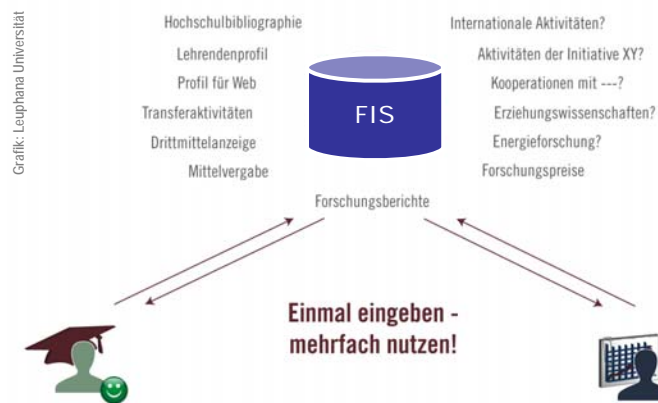 Grafik: Leuphana Universität
Hochschulbibliographie
Lehrendenprofil
Profil für Web
Transferaktivitäten
Drittmittelanzeige
Mittelvergabe
FIS
Internationale Aktivitäten?
Aktivitäten der Initiative XY?
Kooperationen mit ---?
Erziehungswissenschaften?
Energieforschung?
Forschungspreise
Forschungsberichte
Einmal eingeben -
mehrfach nutzen!